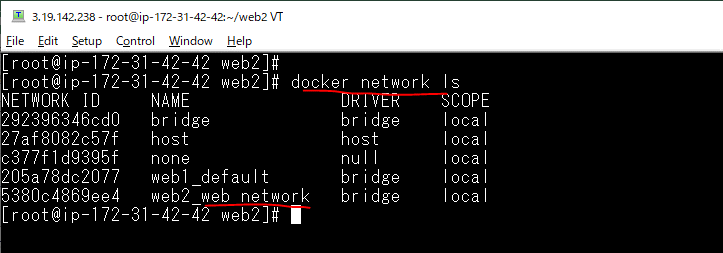 3.19.142.238 - root@ip-172-31-42-42:~/web2 VT
File Edit Setup Control Window Help
[root@ip-172-31-42-42 web2]#
[root@ip-172-31-42-42 web2]# docker network ls
NETWORK ID NAME DRIVER SCOPE
292396346cd0 bridge bridge local
27af8082c57f host host local
c377f1d9395f none null local
205a78dc2077 web1_default bridge local
5380c4869ee4 web2_web_network bridge local
[root@ip-172-31-42-42 web2]#